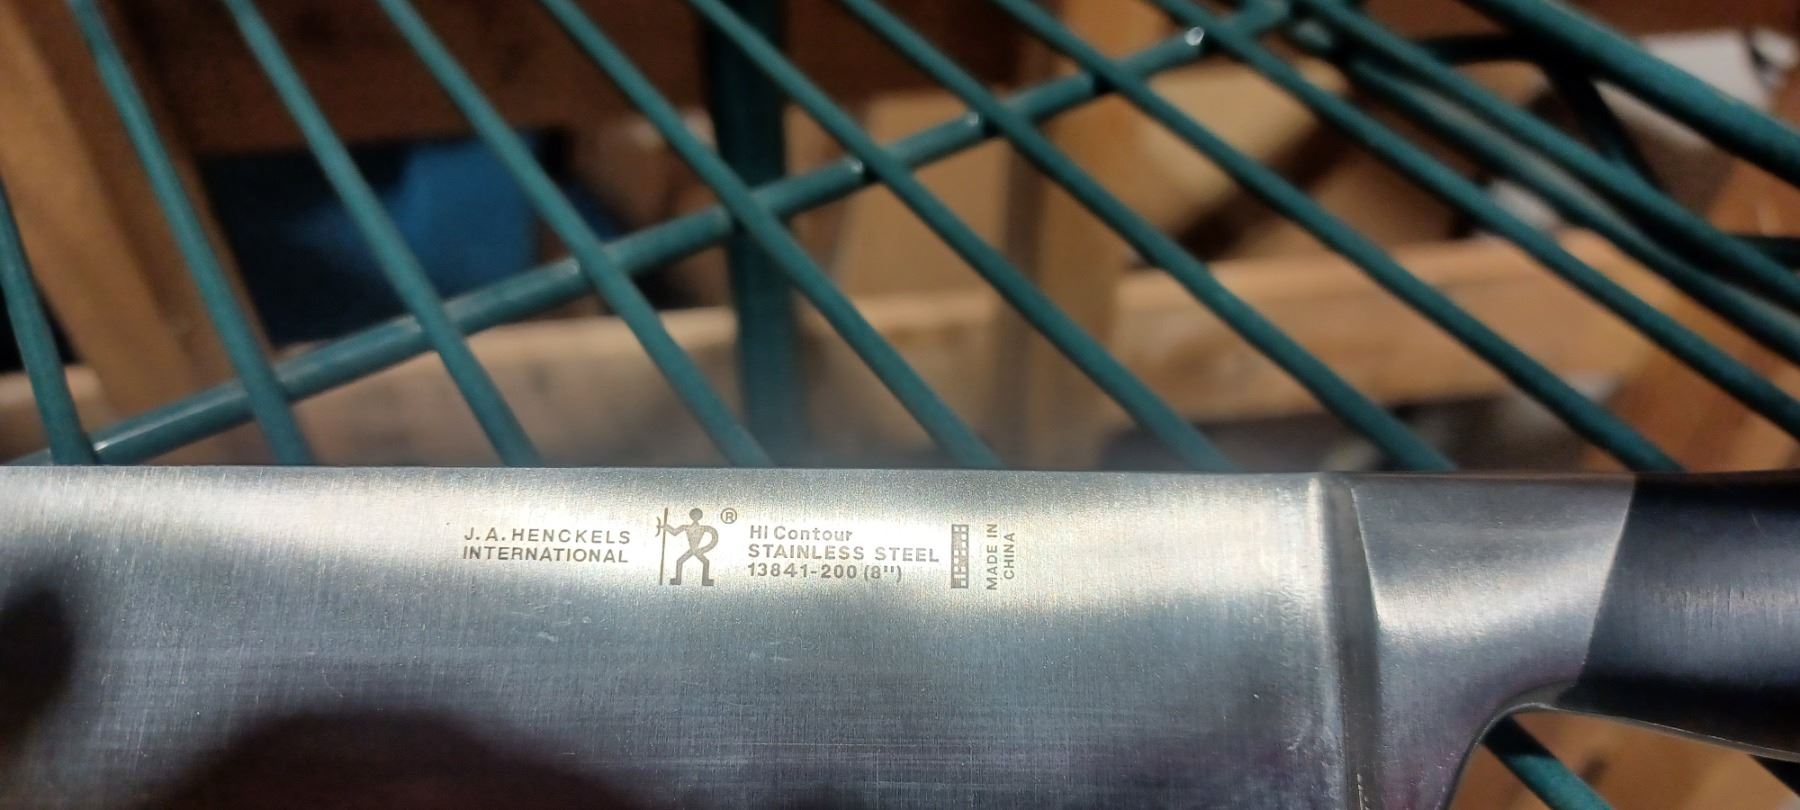 J.A. HENCKELS
INTERNATIONAL
®
HI Contour
STAINLESS STEEL
13841-200 (8")
MADE IN
CHINA